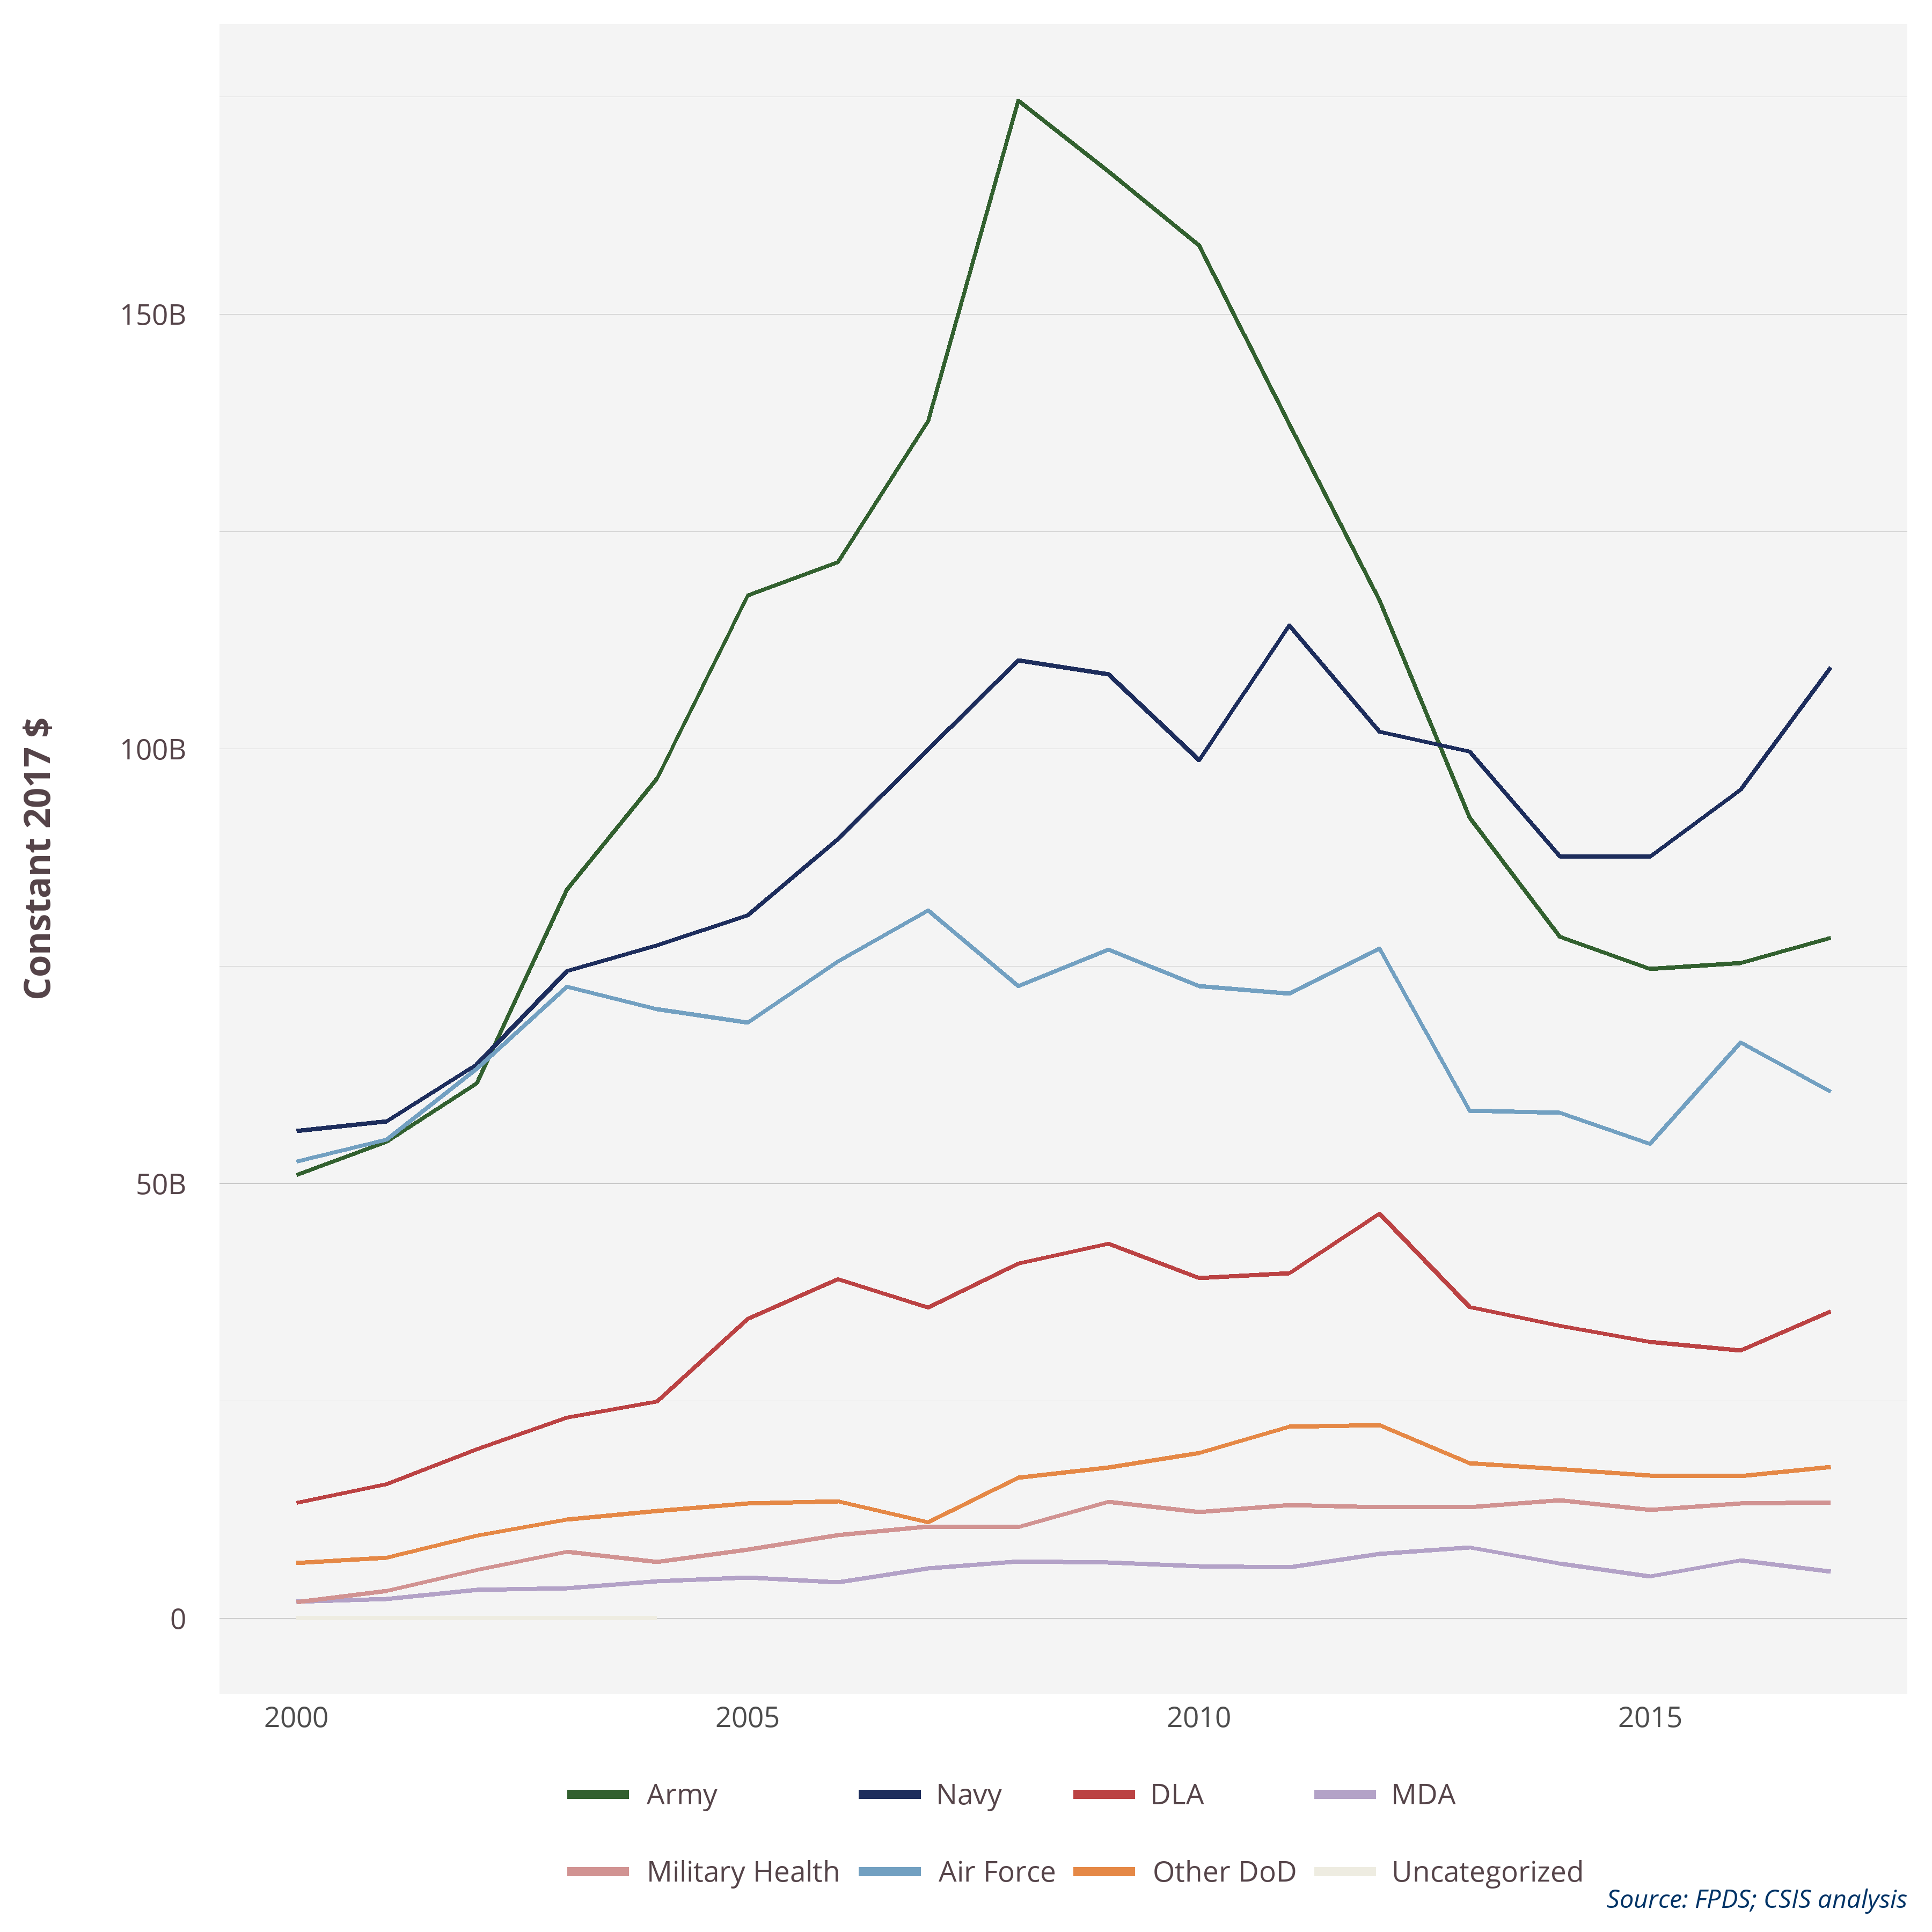 Constant 2017 $
150B
100B
50B
0
2000 2005 2010 2015
Army Navy DLA MDA
Military Health Air Force Other DoD Uncategorized
Source: FPDS; CSIS analysis